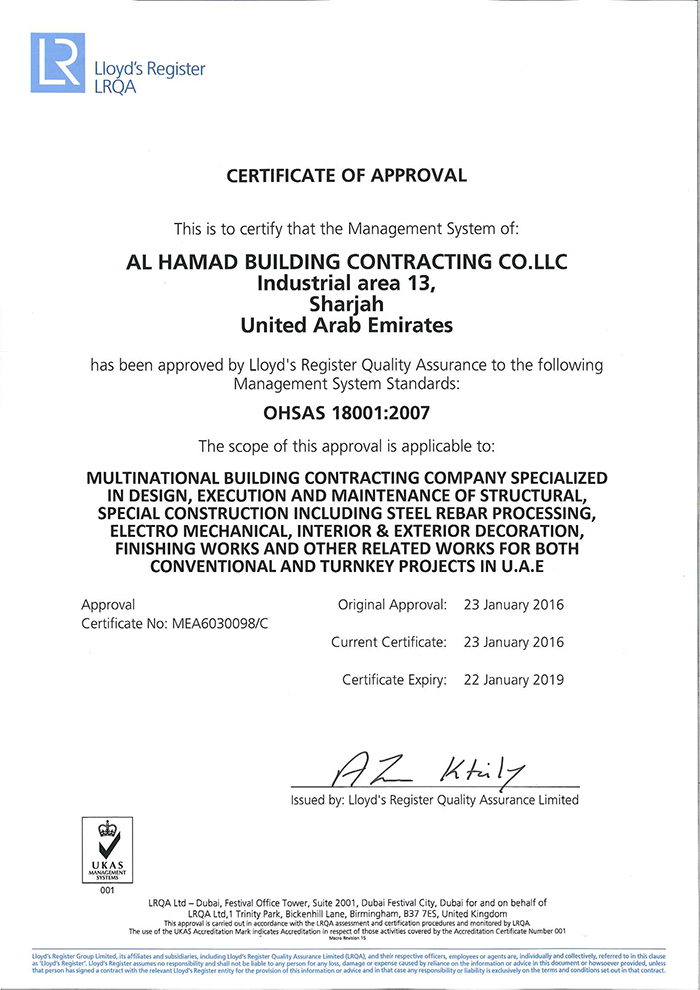 LR
Lloyd's Register
LRQA
CERTIFICATE OF APPROVAL
This is to certify that the Management System of:
AL HAMAD BUILDING CONTRACTING CO.LLC
Industrial area 13,
Sharjah
United Arab Emirates
has been approved by Lloyd's Register Quality Assurance to the following
Management System Standards:
OHSAS 18001:2007
The scope of this approval is applicable to:
MULTINATIONAL BUILDING CONTRACTING COMPANY SPECIALIZED
IN DESIGN, EXECUTION AND MAINTENANCE OF STRUCTURAL,
SPECIAL CONSTRUCTION INCLUDING STEEL REBAR PROCESSING,
ELECTRO MECHANICAL, INTERIOR & EXTERIOR DECORATION,
FINISHING WORKS AND OTHER RELATED WORKS FOR BOTH
CONVENTIONAL AND TURNKEY PROJECTS IN U.A.E
Approval
Certificate No: MEA6030098/C
Original Approval: 23 January 2016
Current Certificate: 23 January 2016
Certificate Expiry: 22 January 2019
Issued by: Lloyd's Register Quality Assurance Limited
UKAS
MANAGEMENT
SYSTEMS
001
LRQA Ltd – Dubai, Festival Office Tower, Suite 2001, Dubai Festival City, Dubai for and on behalf of
LRQA Ltd,1 Trinity Park, Bickenhill Lane, Birmingham, B37 7ES, United Kingdom
This approval is carried out in accordance with the LRQA assessment and certification procedures and monitored by LRQA.
The use of the UKAS Accreditation Mark indicates Accreditation in respect of those activities covered by the Accreditation Certificate Number 001
Macro Revision 15
Lloyd's Register Group Limited, its affiliates and subsidiaries, including Lloyd's Register Quality Assurance Limited (LRQA), and their respective officers, employees or agents are, individually and collectively, referred to in this clause
as 'Lloyd's Register'. Lloyd's Register assumes no responsibility and shall not be liable to any person for any loss, damage or expense caused by reliance on the information or advice in this document or howsoever provided, unless
that person has signed a contract with the relevant Lloyd's Register entity for the provision of this information or advice and in that case any responsibility or liability is exclusively on the terms and conditions set out in that contract.